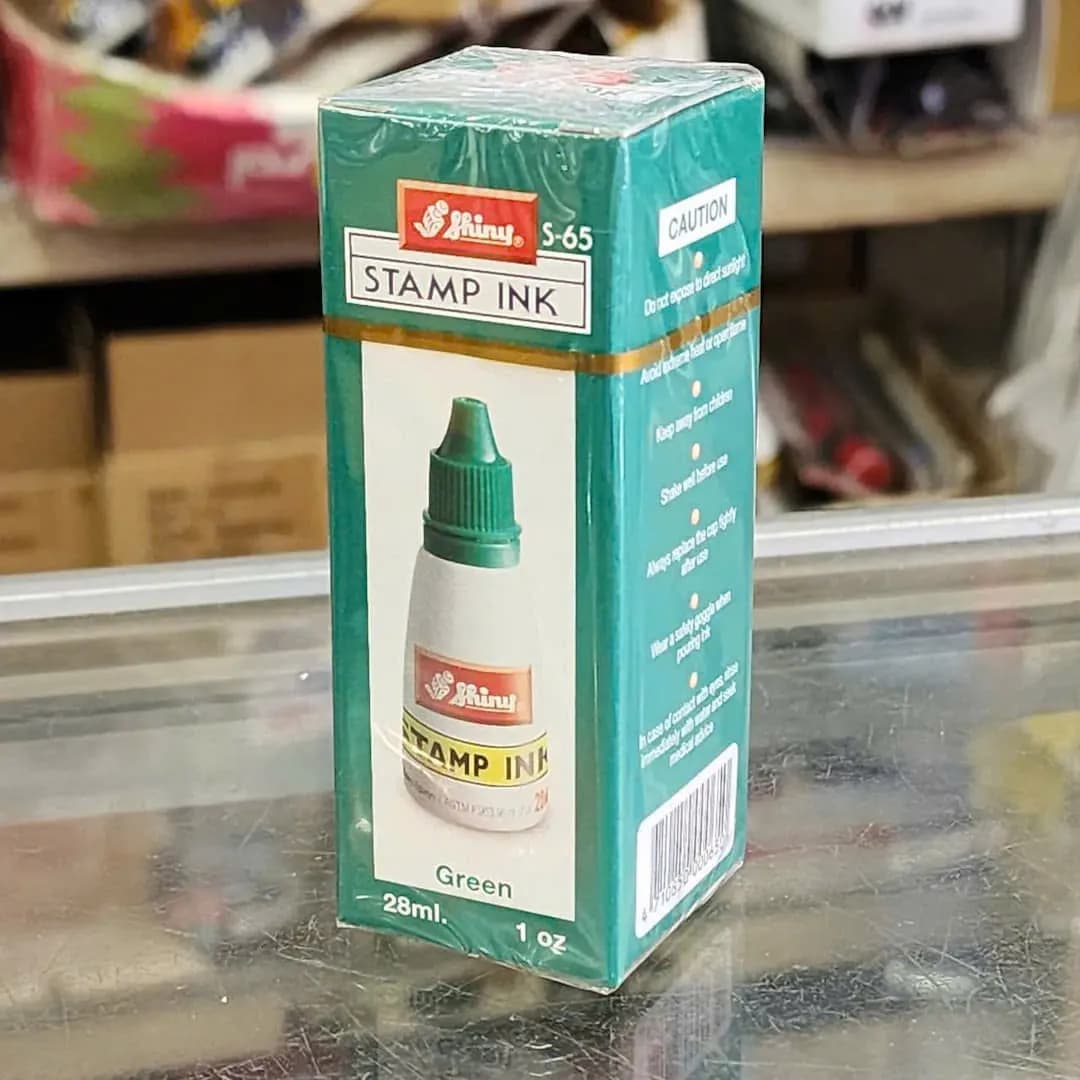 Shiny®
S-65
STAMP INK
Shiny
STAMP INK
Green
28ml.
1 oz
CAUTION
Do not expose to direct sunlight
Avoid extreme heat or open flame
Keep away from children
Shake well before use
Always replace the cap tightly
after use
Wear a safety goggle when
pouring ink
In case of contact with eyes, rinse
immediately with water and seek
medical advice